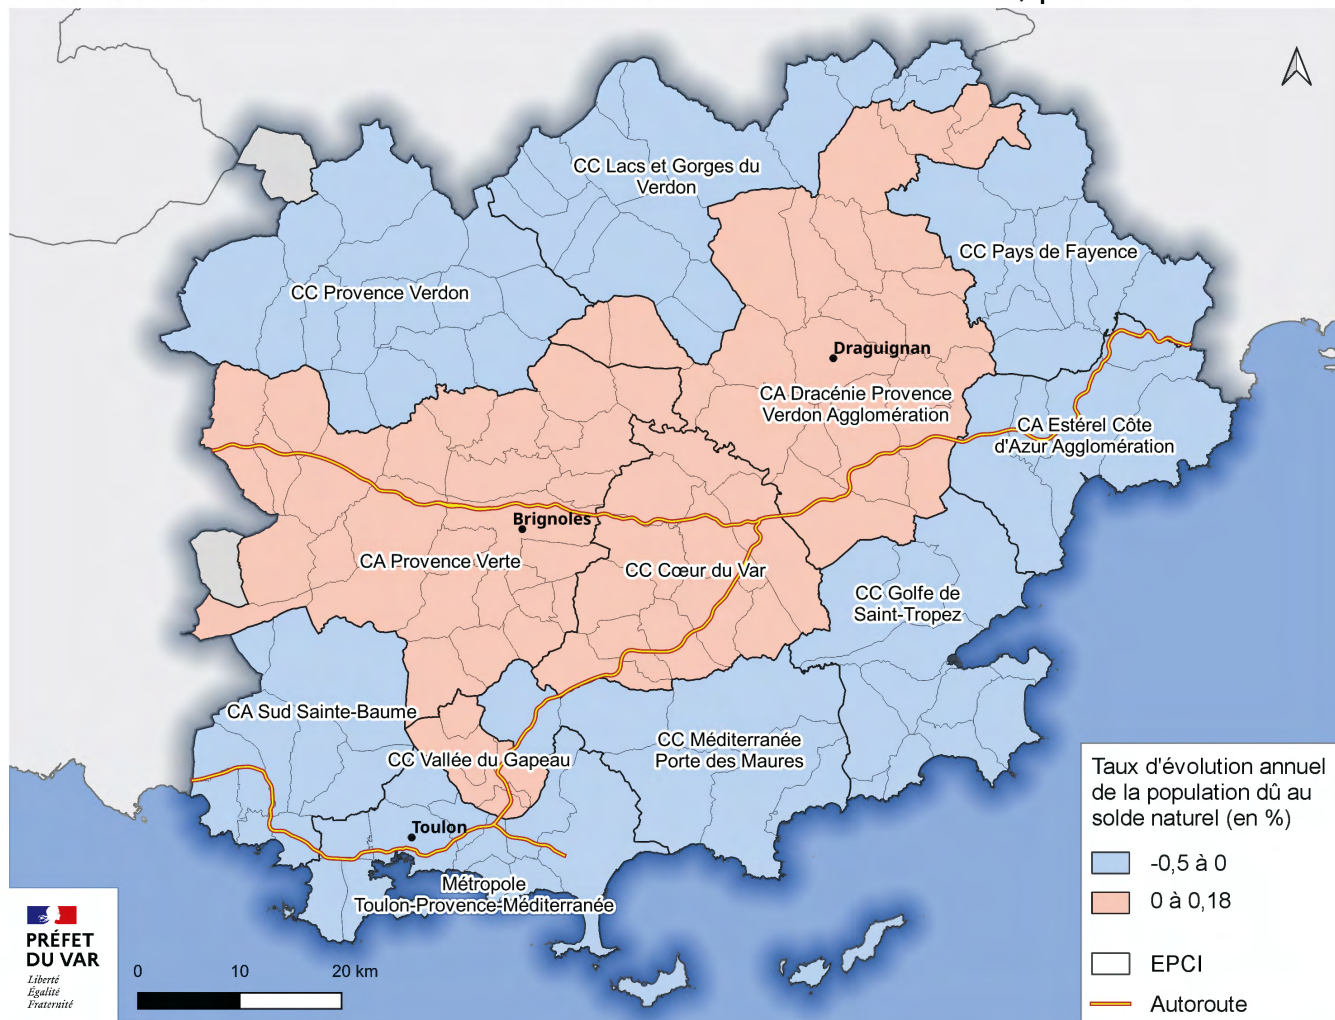 CC Lacs et Gorges du
Verdon
CC Pays de Fayence
CC Provence Verdon
Draguignan
CA Dracénie Provence
Verdon Agglomération
CA Estérel Côte
d'Azur Agglomération
Brignoles
CA Provence Verte
CC Cœur du Var
CC Golfe de
Saint-Tropez
CA Sud Sainte-Baume
CC Vallée du Gapeau
CC Méditerranée
Porte des Maures
Toulon
Métropole
Toulon-Provence-Méditerranée
Taux d'évolution annuel
de la population dû au
solde naturel (en %)
-0,5 à 0
0 à 0,18
EPCI
Autoroute
PRÉFET
DU VAR
Liberté
Égalité
Fraternité
0 10 20 km